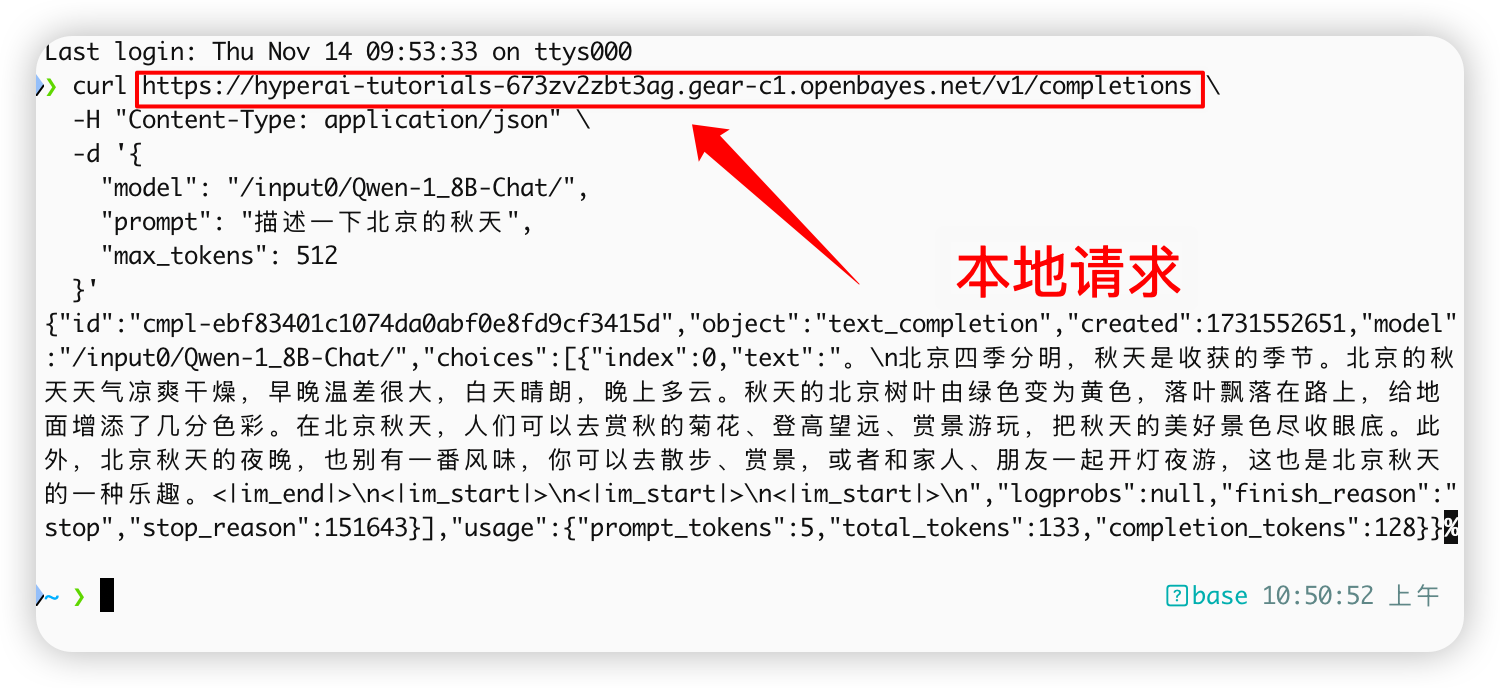 Last login: Thu Nov 14 09:53:33 on ttys000
❯ curl https://hyperai-tutorials-673zv2zbt3ag.gear-c1.openbayes.net/v1/completions \
-H "Content-Type: application/json" \
-d '{
"model": "/input0/Qwen-1_8B-Chat/",
"prompt": "描述一下北京的秋天",
"max_tokens": 512
}'
本地请求
{"id":"cmpl-ebf83401c1074da0abf0e8fd9cf3415d","object":"text_completion","created":1731552651,"model"
:"/input0/Qwen-1_8B-Chat/","choices":[{"index":0,"text":"。\n北京四季分明，秋天是收获的季节。北京的秋
天天气凉爽干燥，早晚温差很大，白天晴朗，晚上多云。秋天的北京树叶由绿色变为黄色，落叶飘落在路上，给地
面增添了几分色彩。在北京秋天，人们可以去赏秋的菊花、登高望远、赏景游玩，把秋天的美好景色尽收眼底。此
外，北京秋天的夜晚，也别有一番风味，你可以去散步、赏景，或者和家人、朋友一起开灯夜游，这也是北京秋天
的一种乐趣。<|im_end|>\n<|im_start|>\n<|im_start|>\n<|im_start|>\n","logprobs":null,"finish_reason":"
stop","stop_reason":151643}],"usage":{"prompt_tokens":5,"total_tokens":133,"completion_tokens":128}}%
~ ❯ [?]base 10:50:52 上午